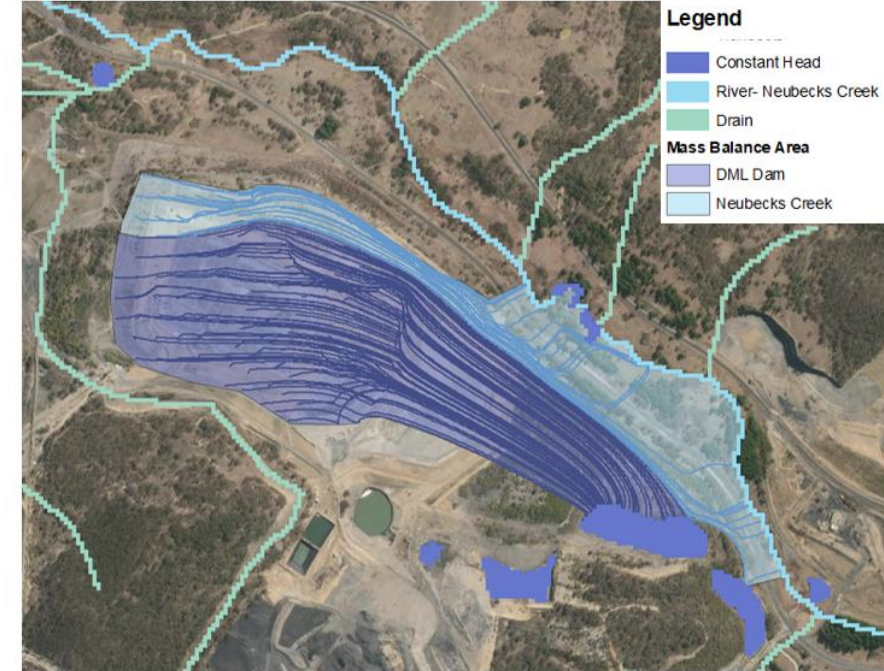 Legend
Constant Head
River- Neubecks Creek
Drain
Mass Balance Area
DML Dam
Neubecks Creek